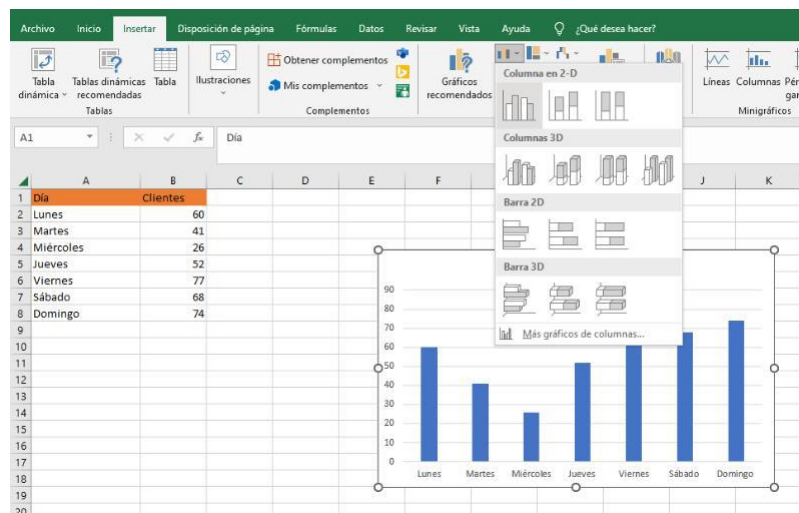 Archivo Inicio Insertar Disposición de página Fórmulas Datos Revisar Vista Ayuda ¿Qué desea hacer?
Tabla dinámica
Tablas dinámicas recomendadas
Tabla
Tablas
Ilustraciones
Obtener complementos
Mis complementos
Complementos
Gráficos recomendados
Líneas Columnas
Minigráficos
Columna en 2-D
Columnas 3D
Barra 2D
Barra 3D
Más gráficos de columnas...
A1 fx Día
A B C D E F J K
1 Día Clientes
2 Lunes 60
3 Martes 41
4 Miércoles 26
5 Jueves 52
6 Viernes 77
7 Sábado 68
8 Domingo 74
9
10
11
12
13
14
15
16
17
18
19
20
90
80
70
60
50
40
30
20
10
0
Lunes Martes Miércoles Jueves Viernes Sábado Domingo